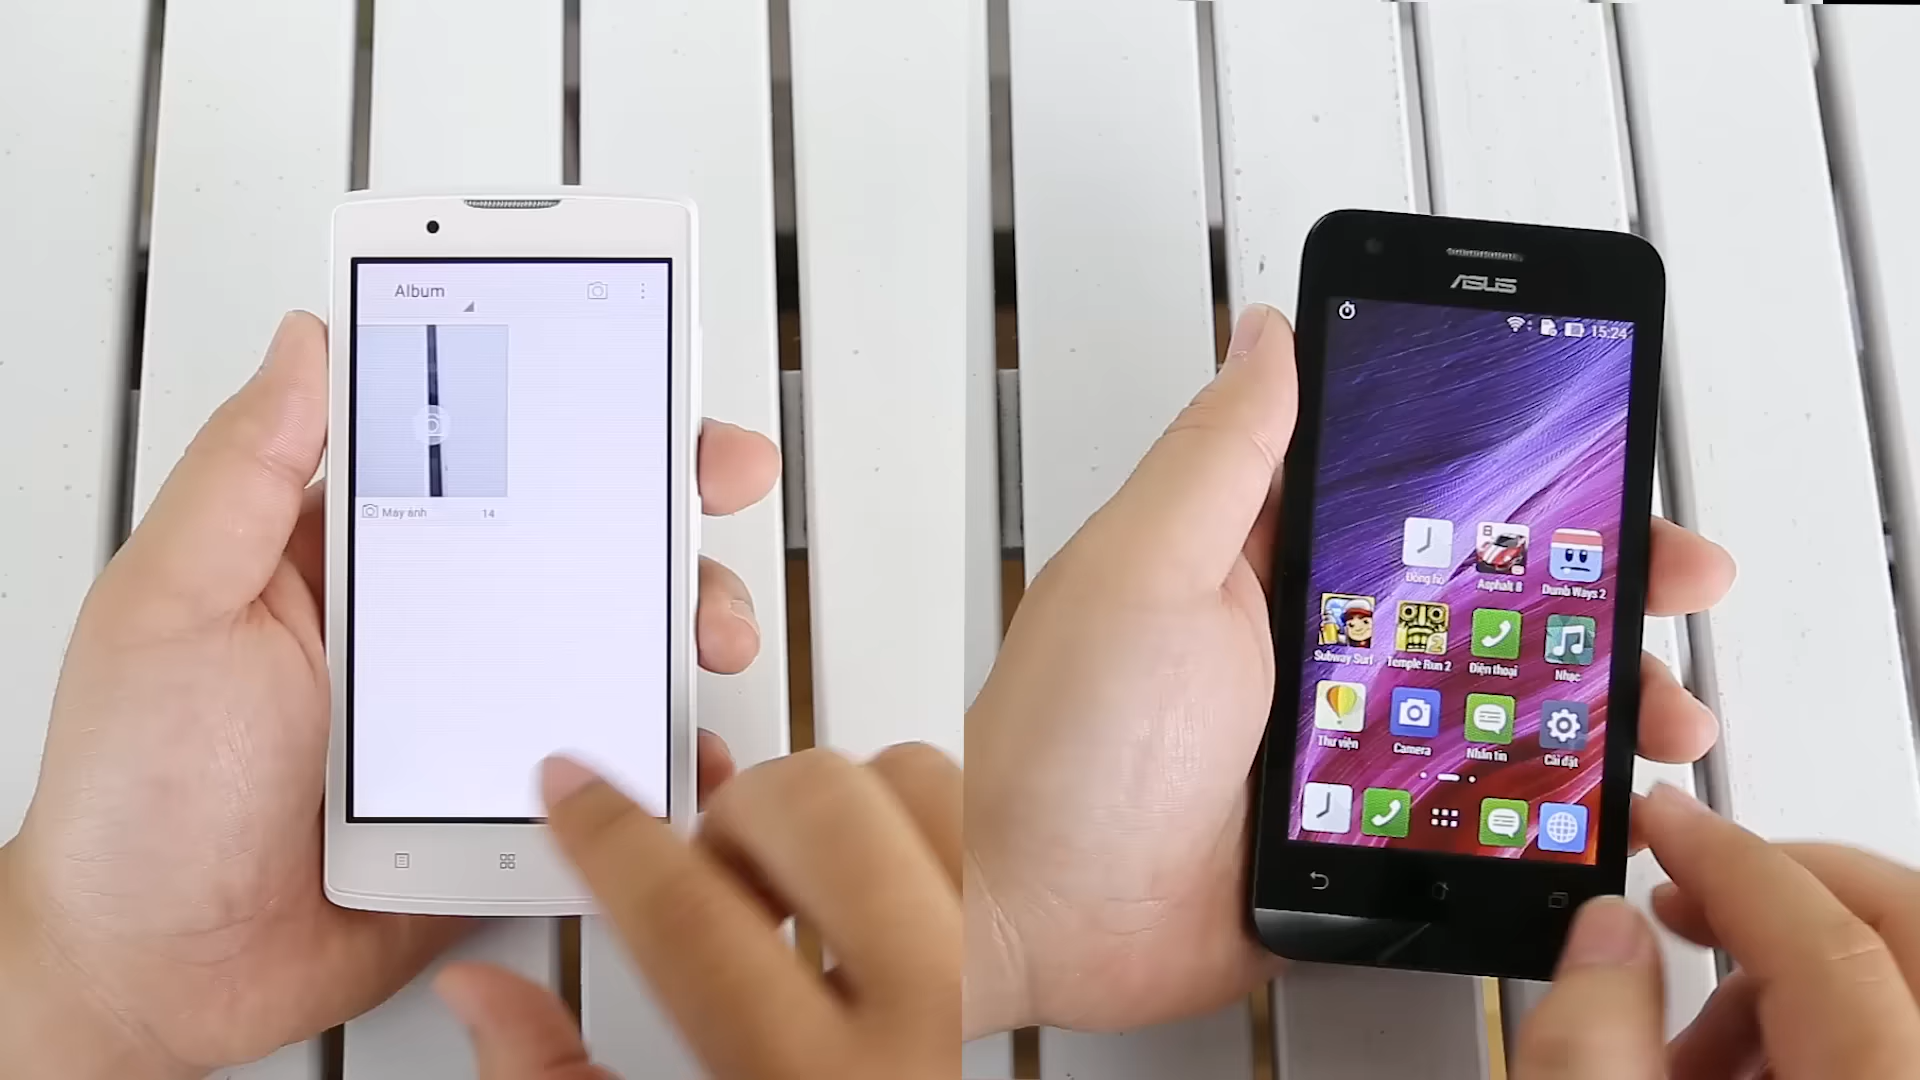 Album
Máy ảnh 14
ASUS
15:24
Đồng hồ
Asphalt 8
Dumb Ways 2
Subway Surf
Temple Run 2
Điện thoại
Nhạc
Thư viện
Camera
Nhắn tin
Cài đặt